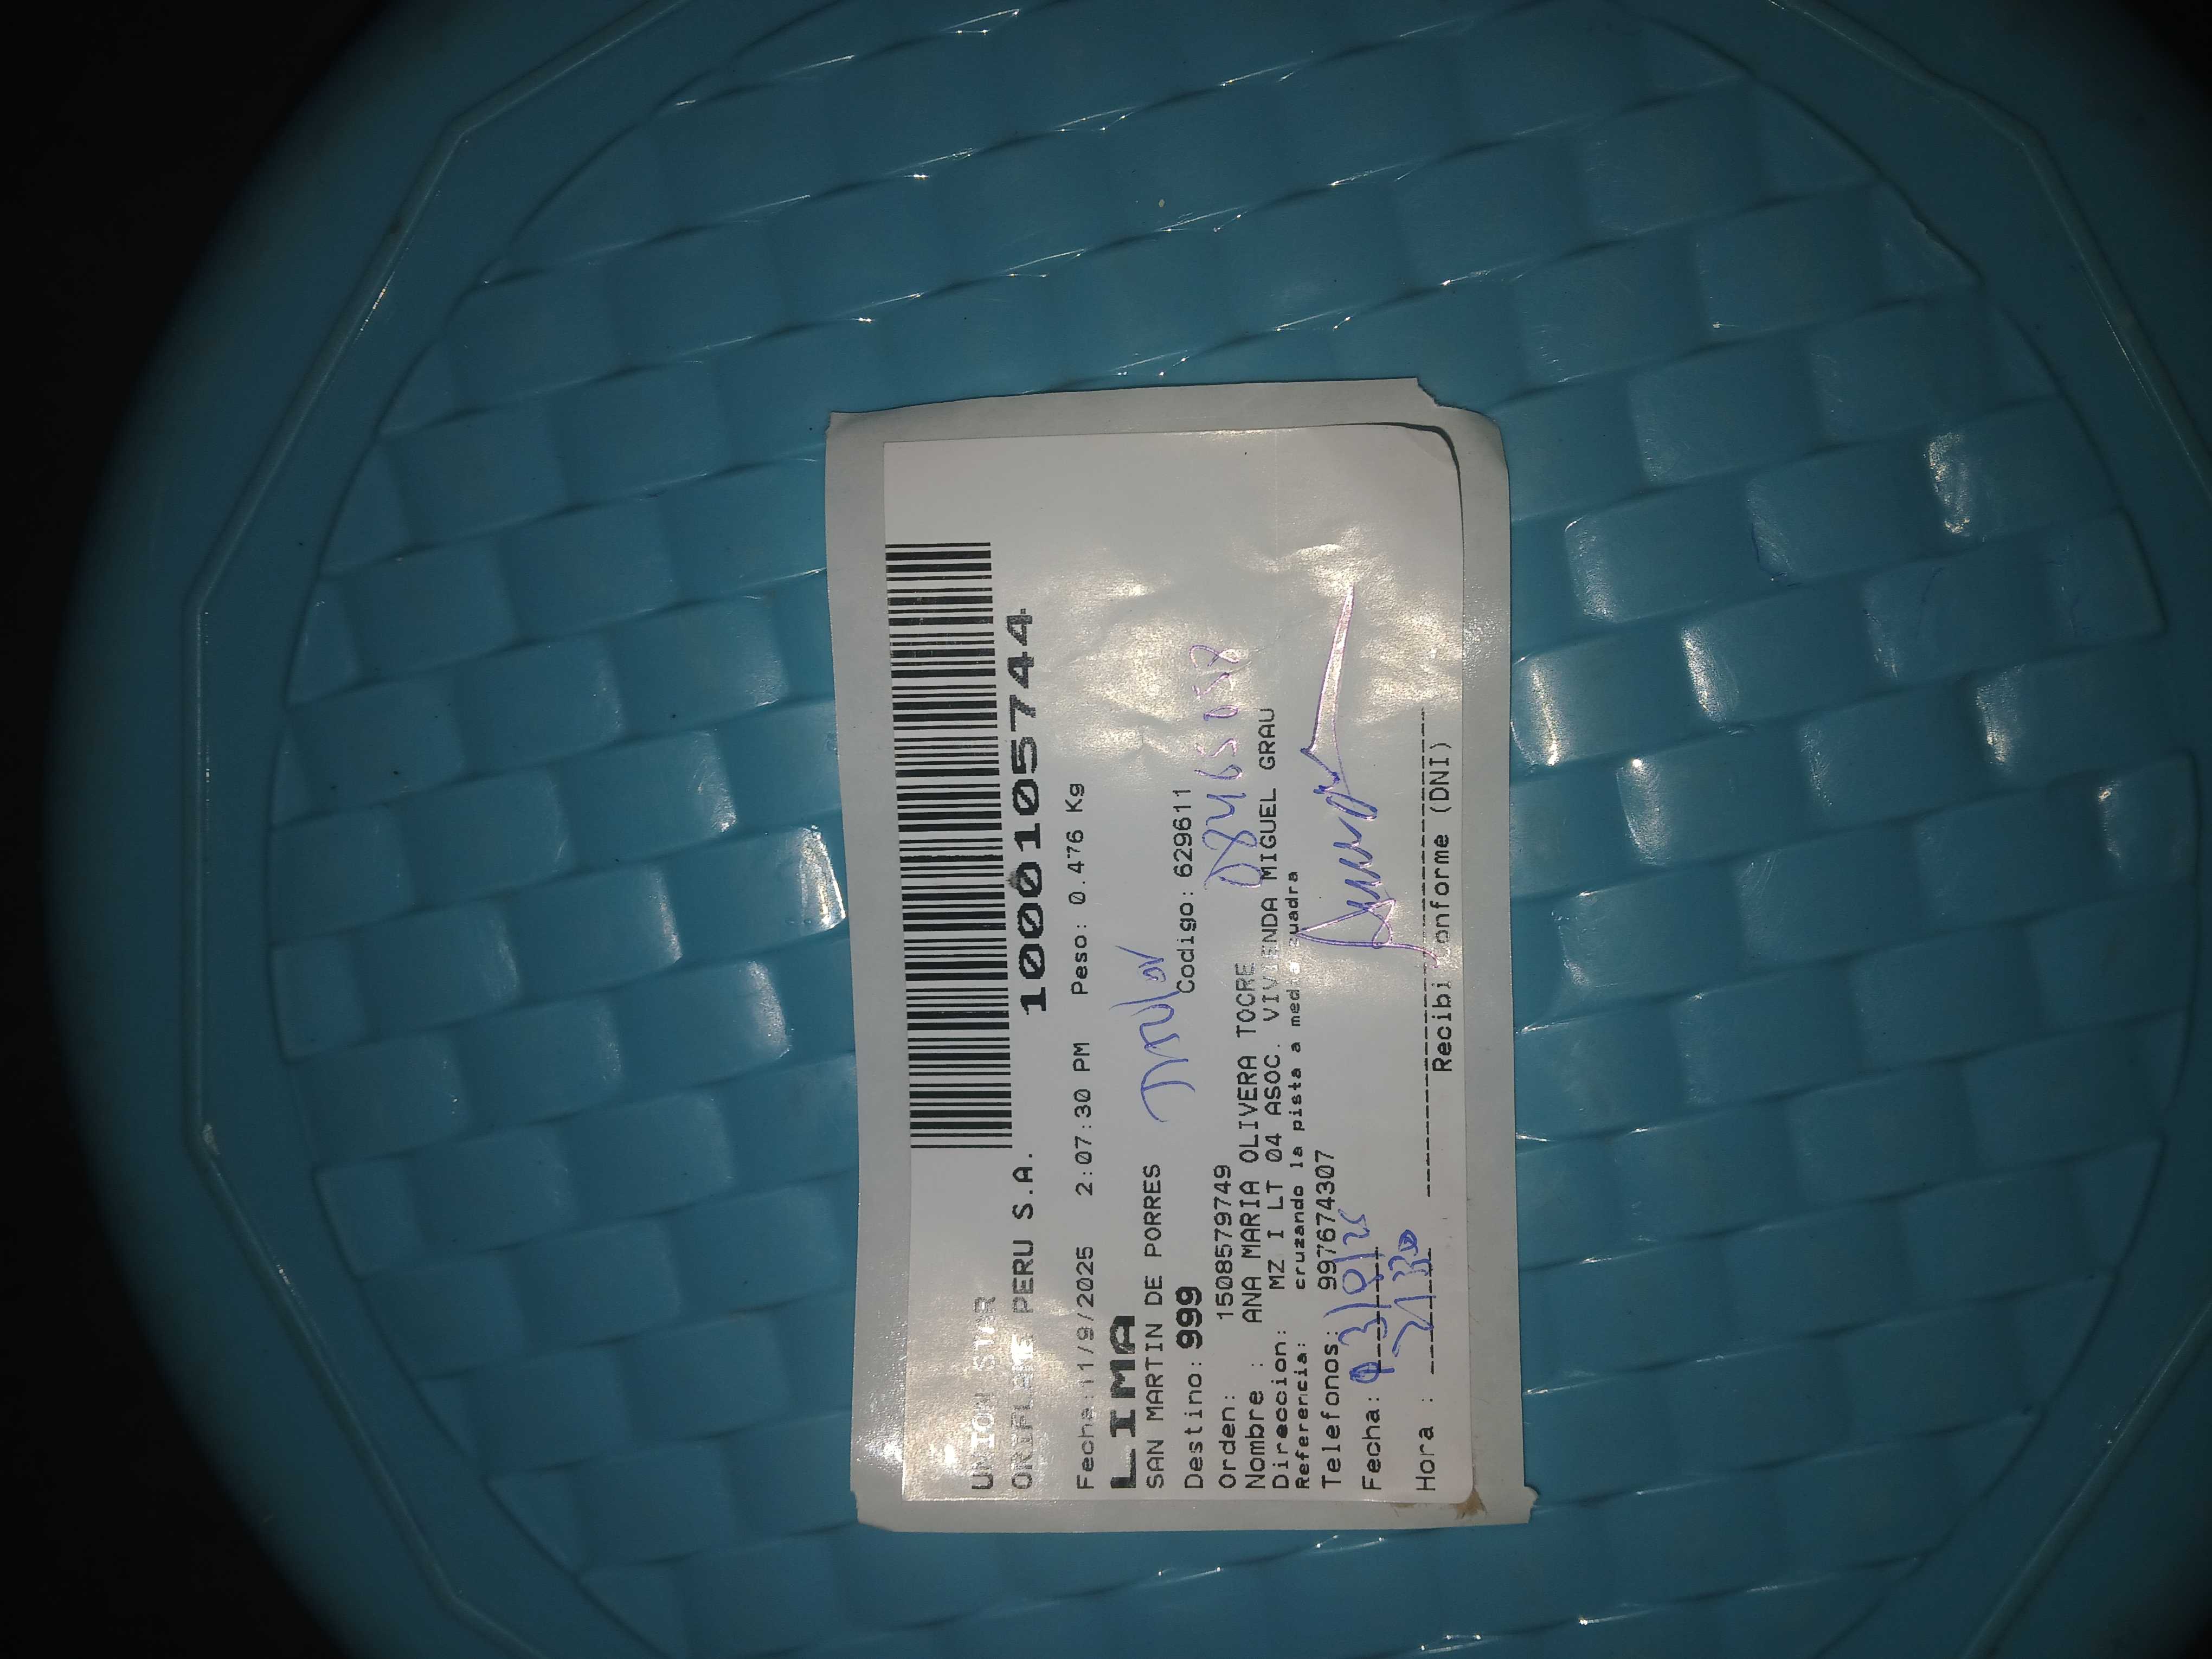 UNION STAR
ORIFLAME PERU S.A.
10001057​44
Fecha:11/9/2025 2:07:30 PM Peso: 0.476 Kg
LIMA
SAN MARTIN DE PORRES
Destino: 999 Codigo: 629611
Orden: 1508579749
Nombre : ANA MARIA OLIVERA TOCRE
Direccion: MZ I LT 04 ASOC. VIVIENDA MIGUEL GRAU
Referencia: cruzando la pista a media cuadra
Telefonos: 997674307
Fecha:
Hora :
Recibi Conforme (DNI)